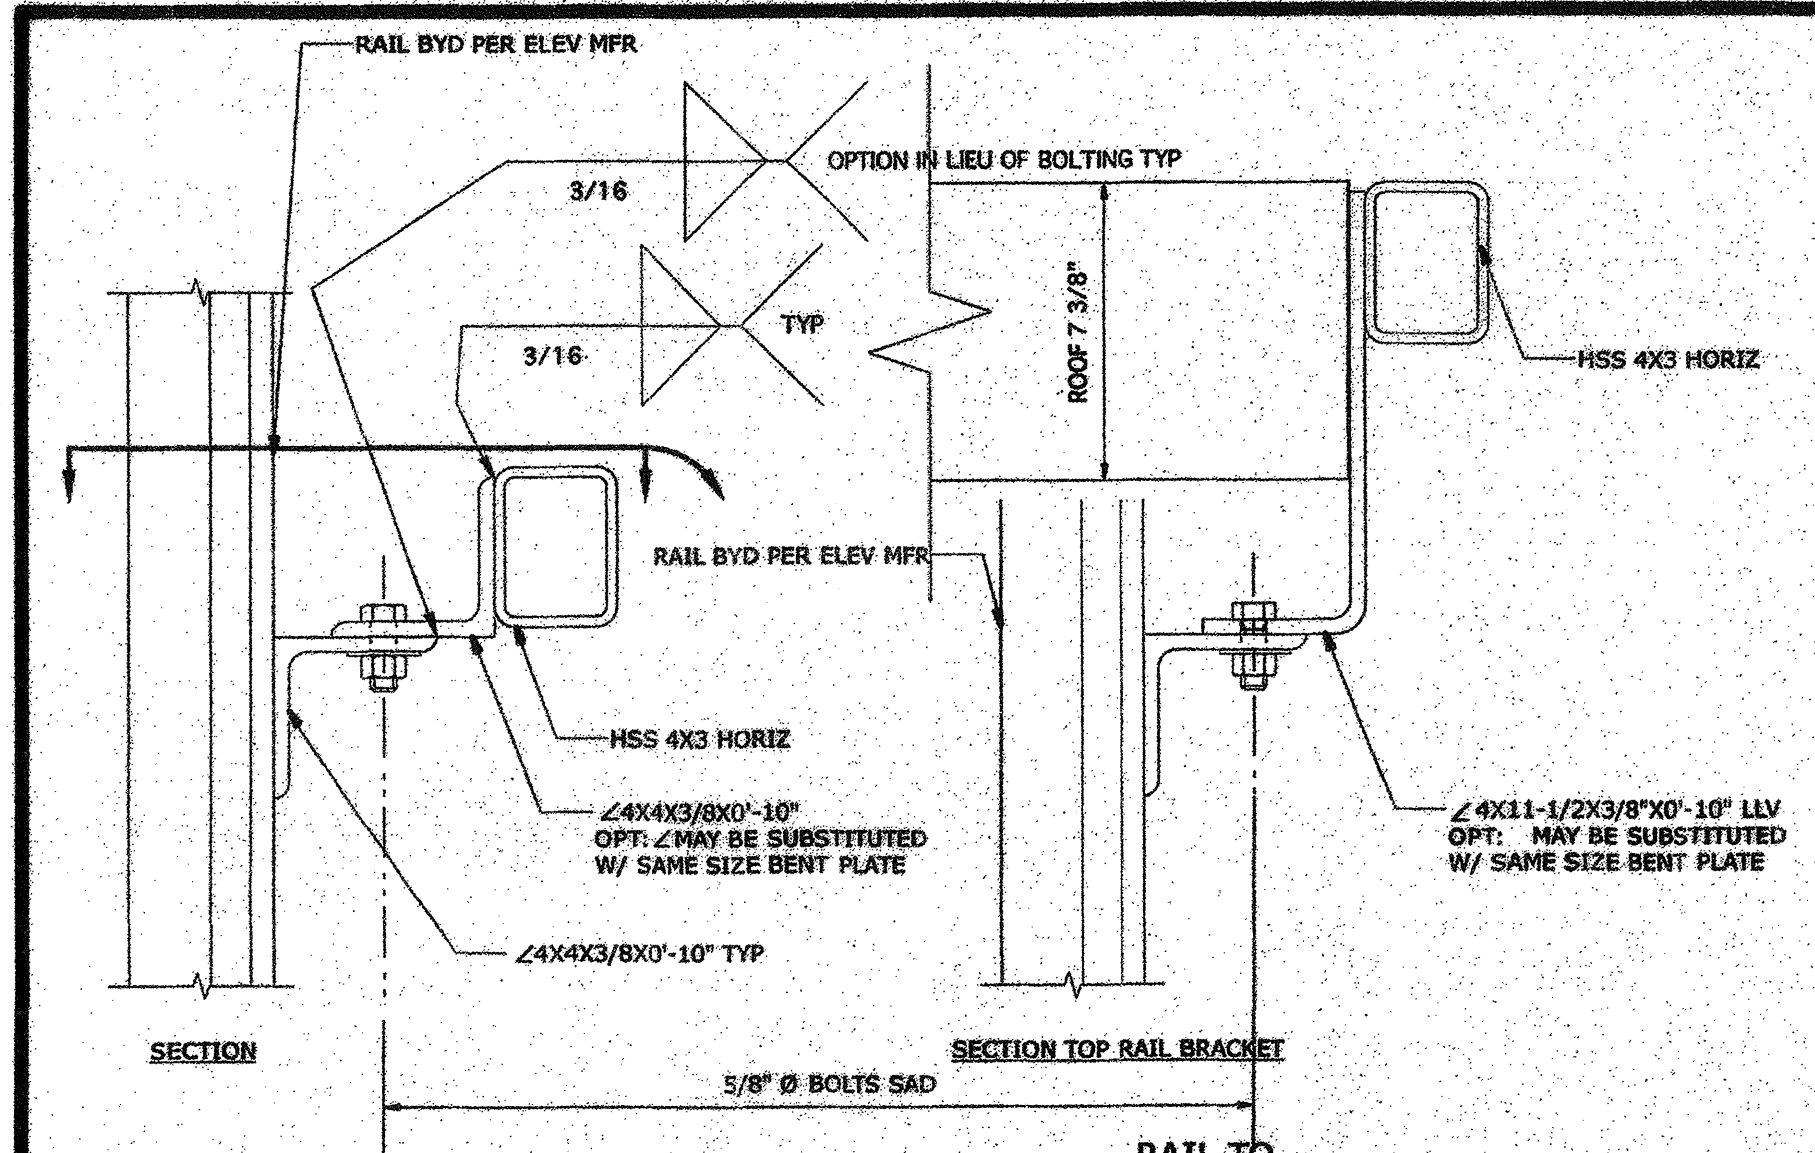 RAIL BYD PER ELEV MFR
OPTION IN LIEU OF BOLTING TYP
3/16
TYP
3/16
ROOF 7 3/8"
HSS 4X3 HORIZ
RAIL BYD PER ELEV MFR
HSS 4X3 HORIZ
∠4X4X3/8X0'-10"
OPT: ∠MAY BE SUBSTITUTED
W/ SAME SIZE BENT PLATE
∠4X11-1/2X3/8"X0'-10" LLV
OPT: MAY BE SUBSTITUTED
W/ SAME SIZE BENT PLATE
∠4X4X3/8X0'-10" TYP
SECTION
SECTION TOP RAIL BRACKET
5/8" Ø BOLTS SAD
RAIL TO